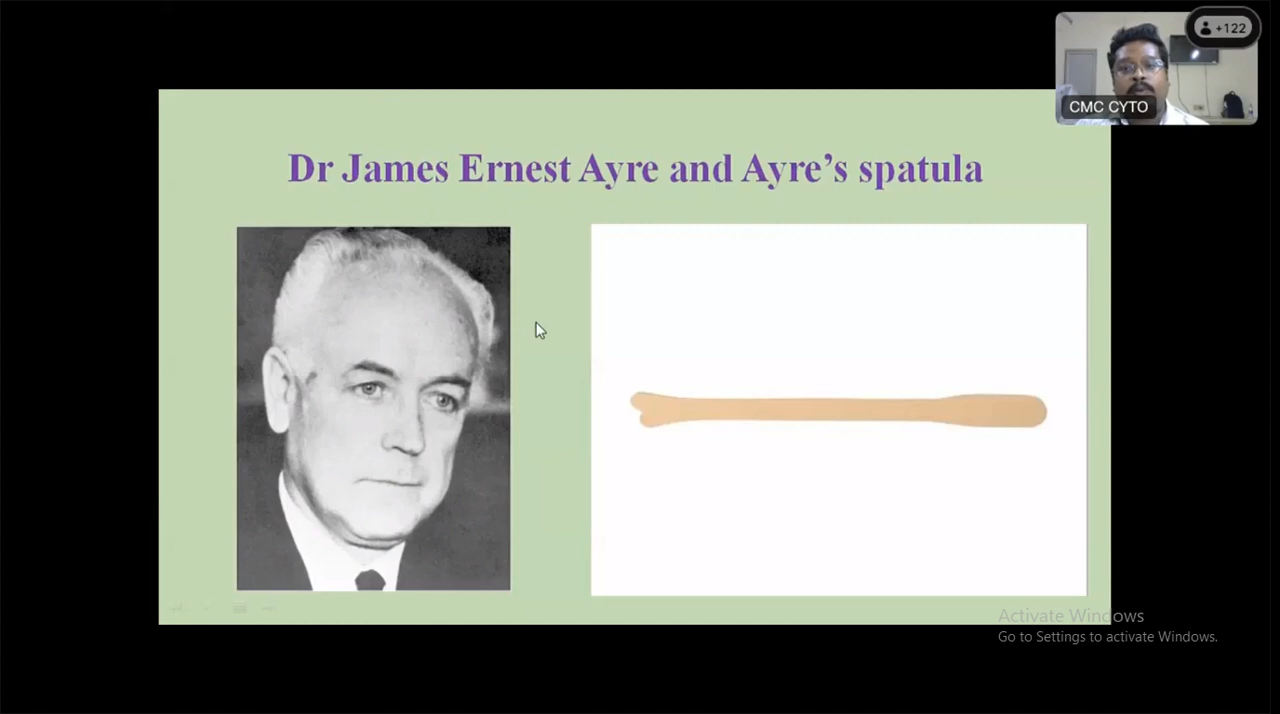 +122
CMC CYTO
Dr James Ernest Ayre and Ayre’s spatula
Activate Windows
Go to Settings to activate Windows.